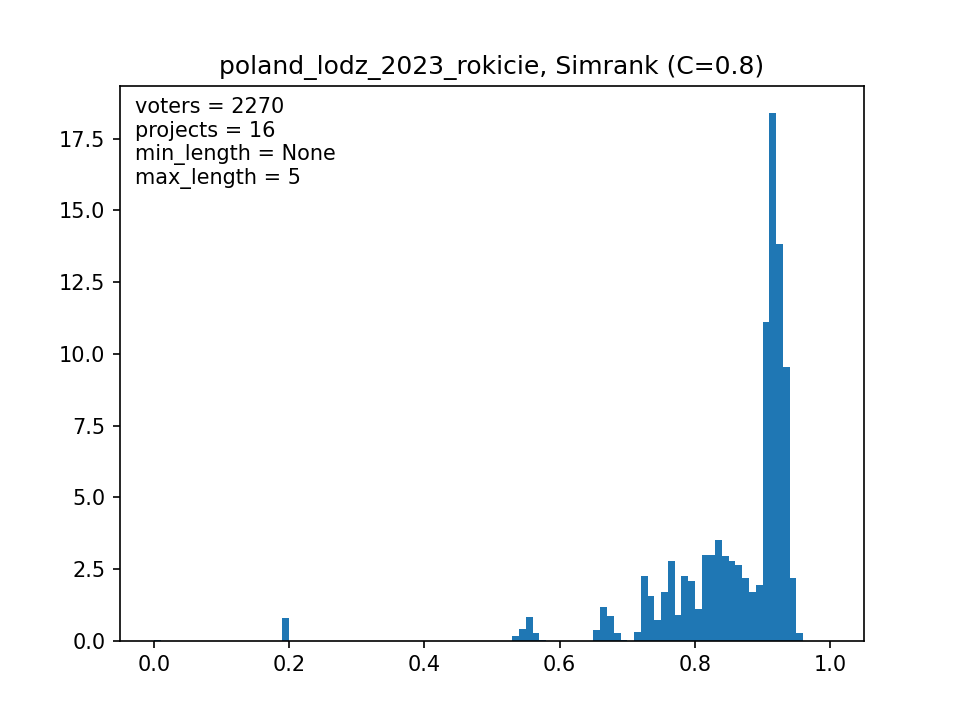 poland_lodz_2023_rokicie, Simrank (C=0.8)
voters = 2270
projects = 16
min_length = None
max_length = 5
17.5
15.0
12.5
10.0
7.5
5.0
2.5
0.0
0.0 0.2 0.4 0.6 0.8 1.0